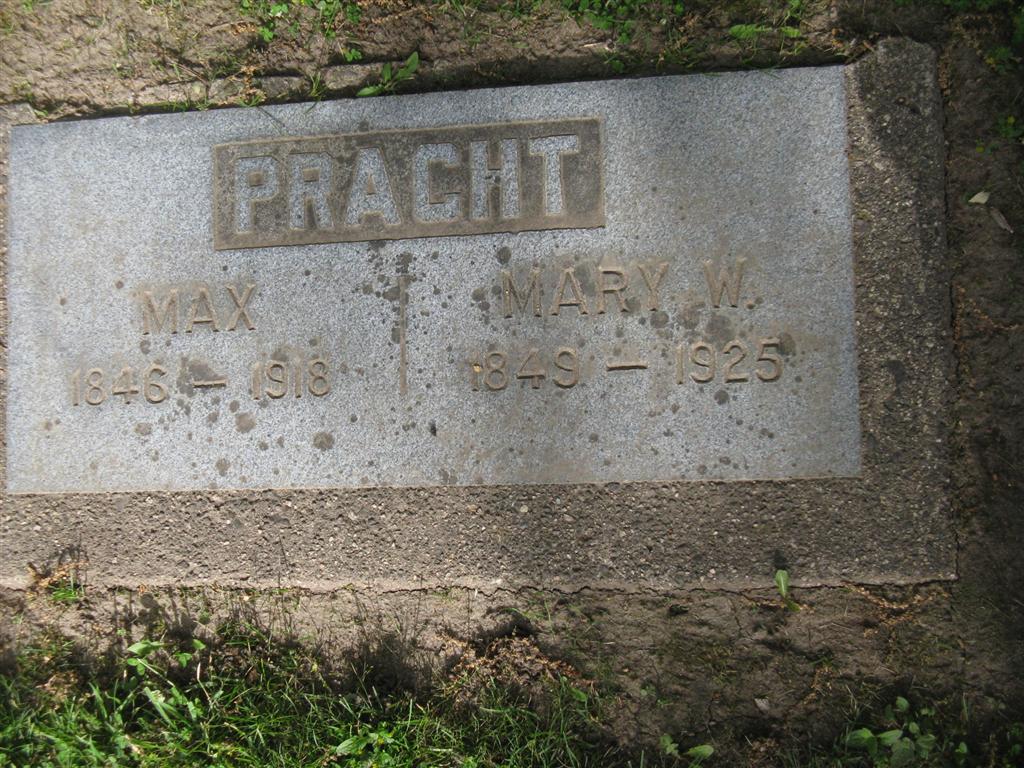 PRACHT
MAX
1846 – 1918
MARY W.
1849 – 1925